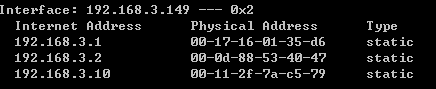 Interface: 192.168.3.149 --- 0x2
Internet Address Physical Address Type
192.168.3.1 00-17-16-01-35-d6 static
192.168.3.2 00-0d-88-53-40-47 static
192.168.3.10 00-11-2f-7a-c5-79 static